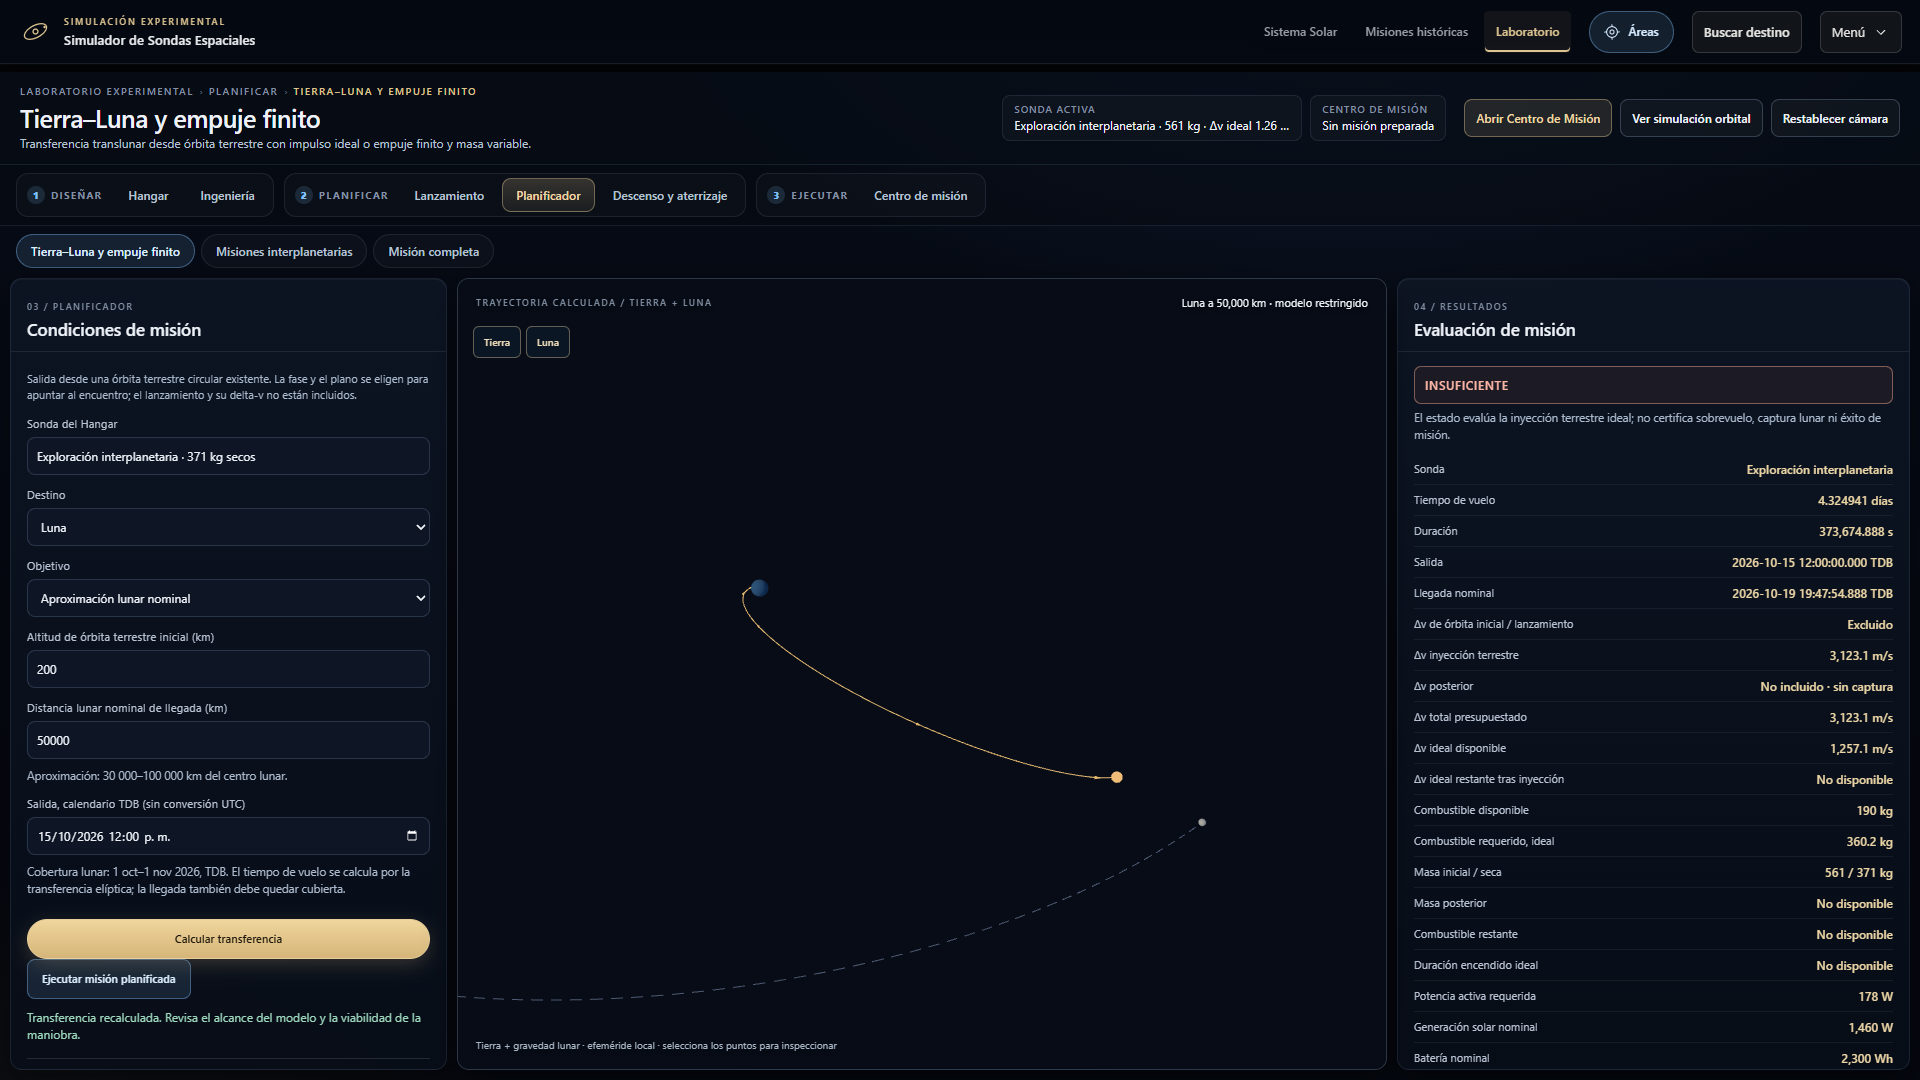 SIMULACIÓN EXPERIMENTAL
Simulador de Sondas Espaciales
Sistema Solar
Misiones históricas
Laboratorio
Áreas
Buscar destino
Menú
LABORATORIO EXPERIMENTAL › PLANIFICAR › TIERRA–LUNA Y EMPUJE FINITO
Tierra–Luna y empuje finito
Transferencia translunar desde órbita terrestre con impulso ideal o empuje finito y masa variable.
SONDA ACTIVA
Exploración interplanetaria · 561 kg · Δv ideal 1.26 ...
CENTRO DE MISIÓN
Sin misión preparada
Abrir Centro de Misión
Ver simulación orbital
Restablecer cámara
1 DISEÑAR
Hangar
Ingeniería
2 PLANIFICAR
Lanzamiento
Planificador
Descenso y aterrizaje
3 EJECUTAR
Centro de misión
Tierra–Luna y empuje finito
Misiones interplanetarias
Misión completa
03 / PLANIFICADOR
Condiciones de misión
Salida desde una órbita terrestre circular existente. La fase y el plano se eligen para
apuntar al encuentro; el lanzamiento y su delta-v no están incluidos.
Sonda del Hangar
Exploración interplanetaria · 371 kg secos
Destino
Luna
Objetivo
Aproximación lunar nominal
Altitud de órbita terrestre inicial (km)
200
Distancia lunar nominal de llegada (km)
50000
Aproximación: 30 000–100 000 km del centro lunar.
Salida, calendario TDB (sin conversión UTC)
15/10/2026 12:00 p. m.
Cobertura lunar: 1 oct–1 nov 2026, TDB. El tiempo de vuelo se calcula por la
transferencia elíptica; la llegada también debe quedar cubierta.
Calcular transferencia
Ejecutar misión planificada
Transferencia recalculada. Revisa el alcance del modelo y la viabilidad de la
maniobra.
TRAYECTORIA CALCULADA / TIERRA + LUNA
Luna a 50,000 km · modelo restringido
Tierra
Luna
Tierra + gravedad lunar · efeméride local · selecciona los puntos para inspeccionar
04 / RESULTADOS
Evaluación de misión
INSUFICIENTE
El estado evalúa la inyección terrestre ideal; no certifica sobrevuelo, captura lunar ni éxito de
misión.
Sonda Exploración interplanetaria
Tiempo de vuelo 4.324941 días
Duración 373,674.888 s
Salida 2026-10-15 12:00:00.000 TDB
Llegada nominal 2026-10-19 19:47:54.888 TDB
Δv de órbita inicial / lanzamiento Excluido
Δv inyección terrestre 3,123.1 m/s
Δv posterior No incluido · sin captura
Δv total presupuestado 3,123.1 m/s
Δv ideal disponible 1,257.1 m/s
Δv ideal restante tras inyección No disponible
Combustible disponible 190 kg
Combustible requerido, ideal 360.2 kg
Masa inicial / seca 561 / 371 kg
Masa posterior No disponible
Combustible restante No disponible
Duración encendido ideal No disponible
Potencia activa requerida 178 W
Generación solar nominal 1,460 W
Batería nominal 2,300 Wh